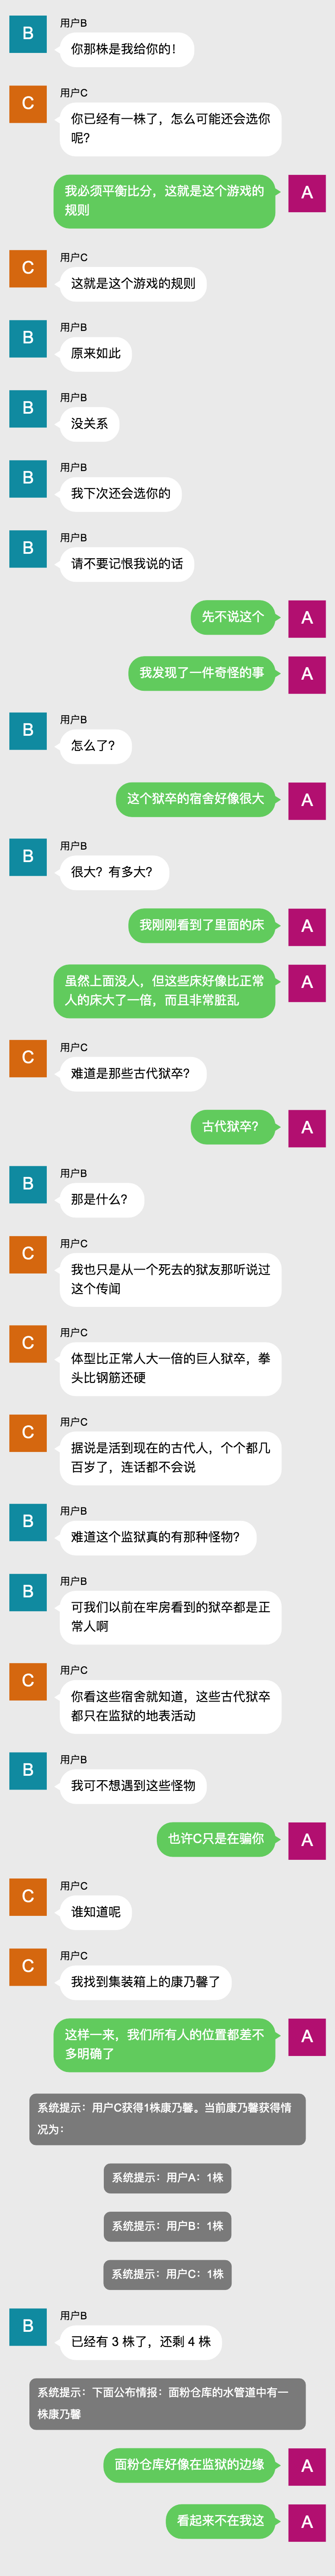 B
用户B
你那株是我给你的！
C
用户C
你已经有一株了，怎么可能还会选你
呢？
我必须平衡比分，这就是这个游戏的
规则
A
C
用户C
这就是这个游戏的规则
B
用户B
原来如此
B
用户B
没关系
B
用户B
我下次还会选你的
B
用户B
请不要记恨我说的话
先不说这个
A
我发现了一件奇怪的事
A
B
用户B
怎么了？
这个狱卒的宿舍好像很大
A
B
用户B
很大？有多大？
我刚刚看到了里面的床
A
虽然上面没人，但这些床好像比正常
人的床大了一倍，而且非常脏乱
A
C
用户C
难道是那些古代狱卒？
古代狱卒？
A
B
用户B
那是什么？
C
用户C
我也只是从一个死去的狱友那听说过
这个传闻
C
用户C
体型比正常人大一倍的巨人狱卒，拳
头比钢筋还硬
C
用户C
据说是活到现在的古代人，个个都几
百岁了，连话都不会说
B
用户B
难道这个监狱真的有那种怪物？
B
用户B
可我们以前在牢房看到的狱卒都是正
常人啊
C
用户C
你看这些宿舍就知道，这些古代狱卒
都只在监狱的地表活动
B
用户B
我可不想遇到这些怪物
也许C只是在骗你
A
C
用户C
谁知道呢
C
用户C
我找到集装箱上的康乃馨了
这样一来，我们所有人的位置都差不
多明确了
A
系统提示：用户C获得1株康乃馨。当前康乃馨获得情
况为：
系统提示：用户A：1株
系统提示：用户B：1株
系统提示：用户C：1株
B
用户B
已经有 3 株了，还剩 4 株
系统提示：下面公布情报：面粉仓库的水管道中有一
株康乃馨
面粉仓库好像在监狱的边缘
A
看起来不在我这
A